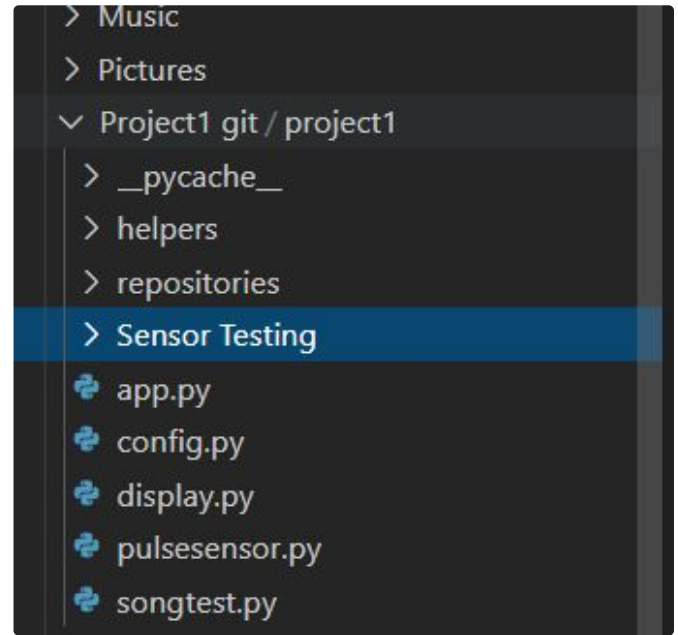 Music
Pictures
Project1 git / project1
__pycache__
helpers
repositories
Sensor Testing
app.py
config.py
display.py
pulsesensor.py
songtest.py